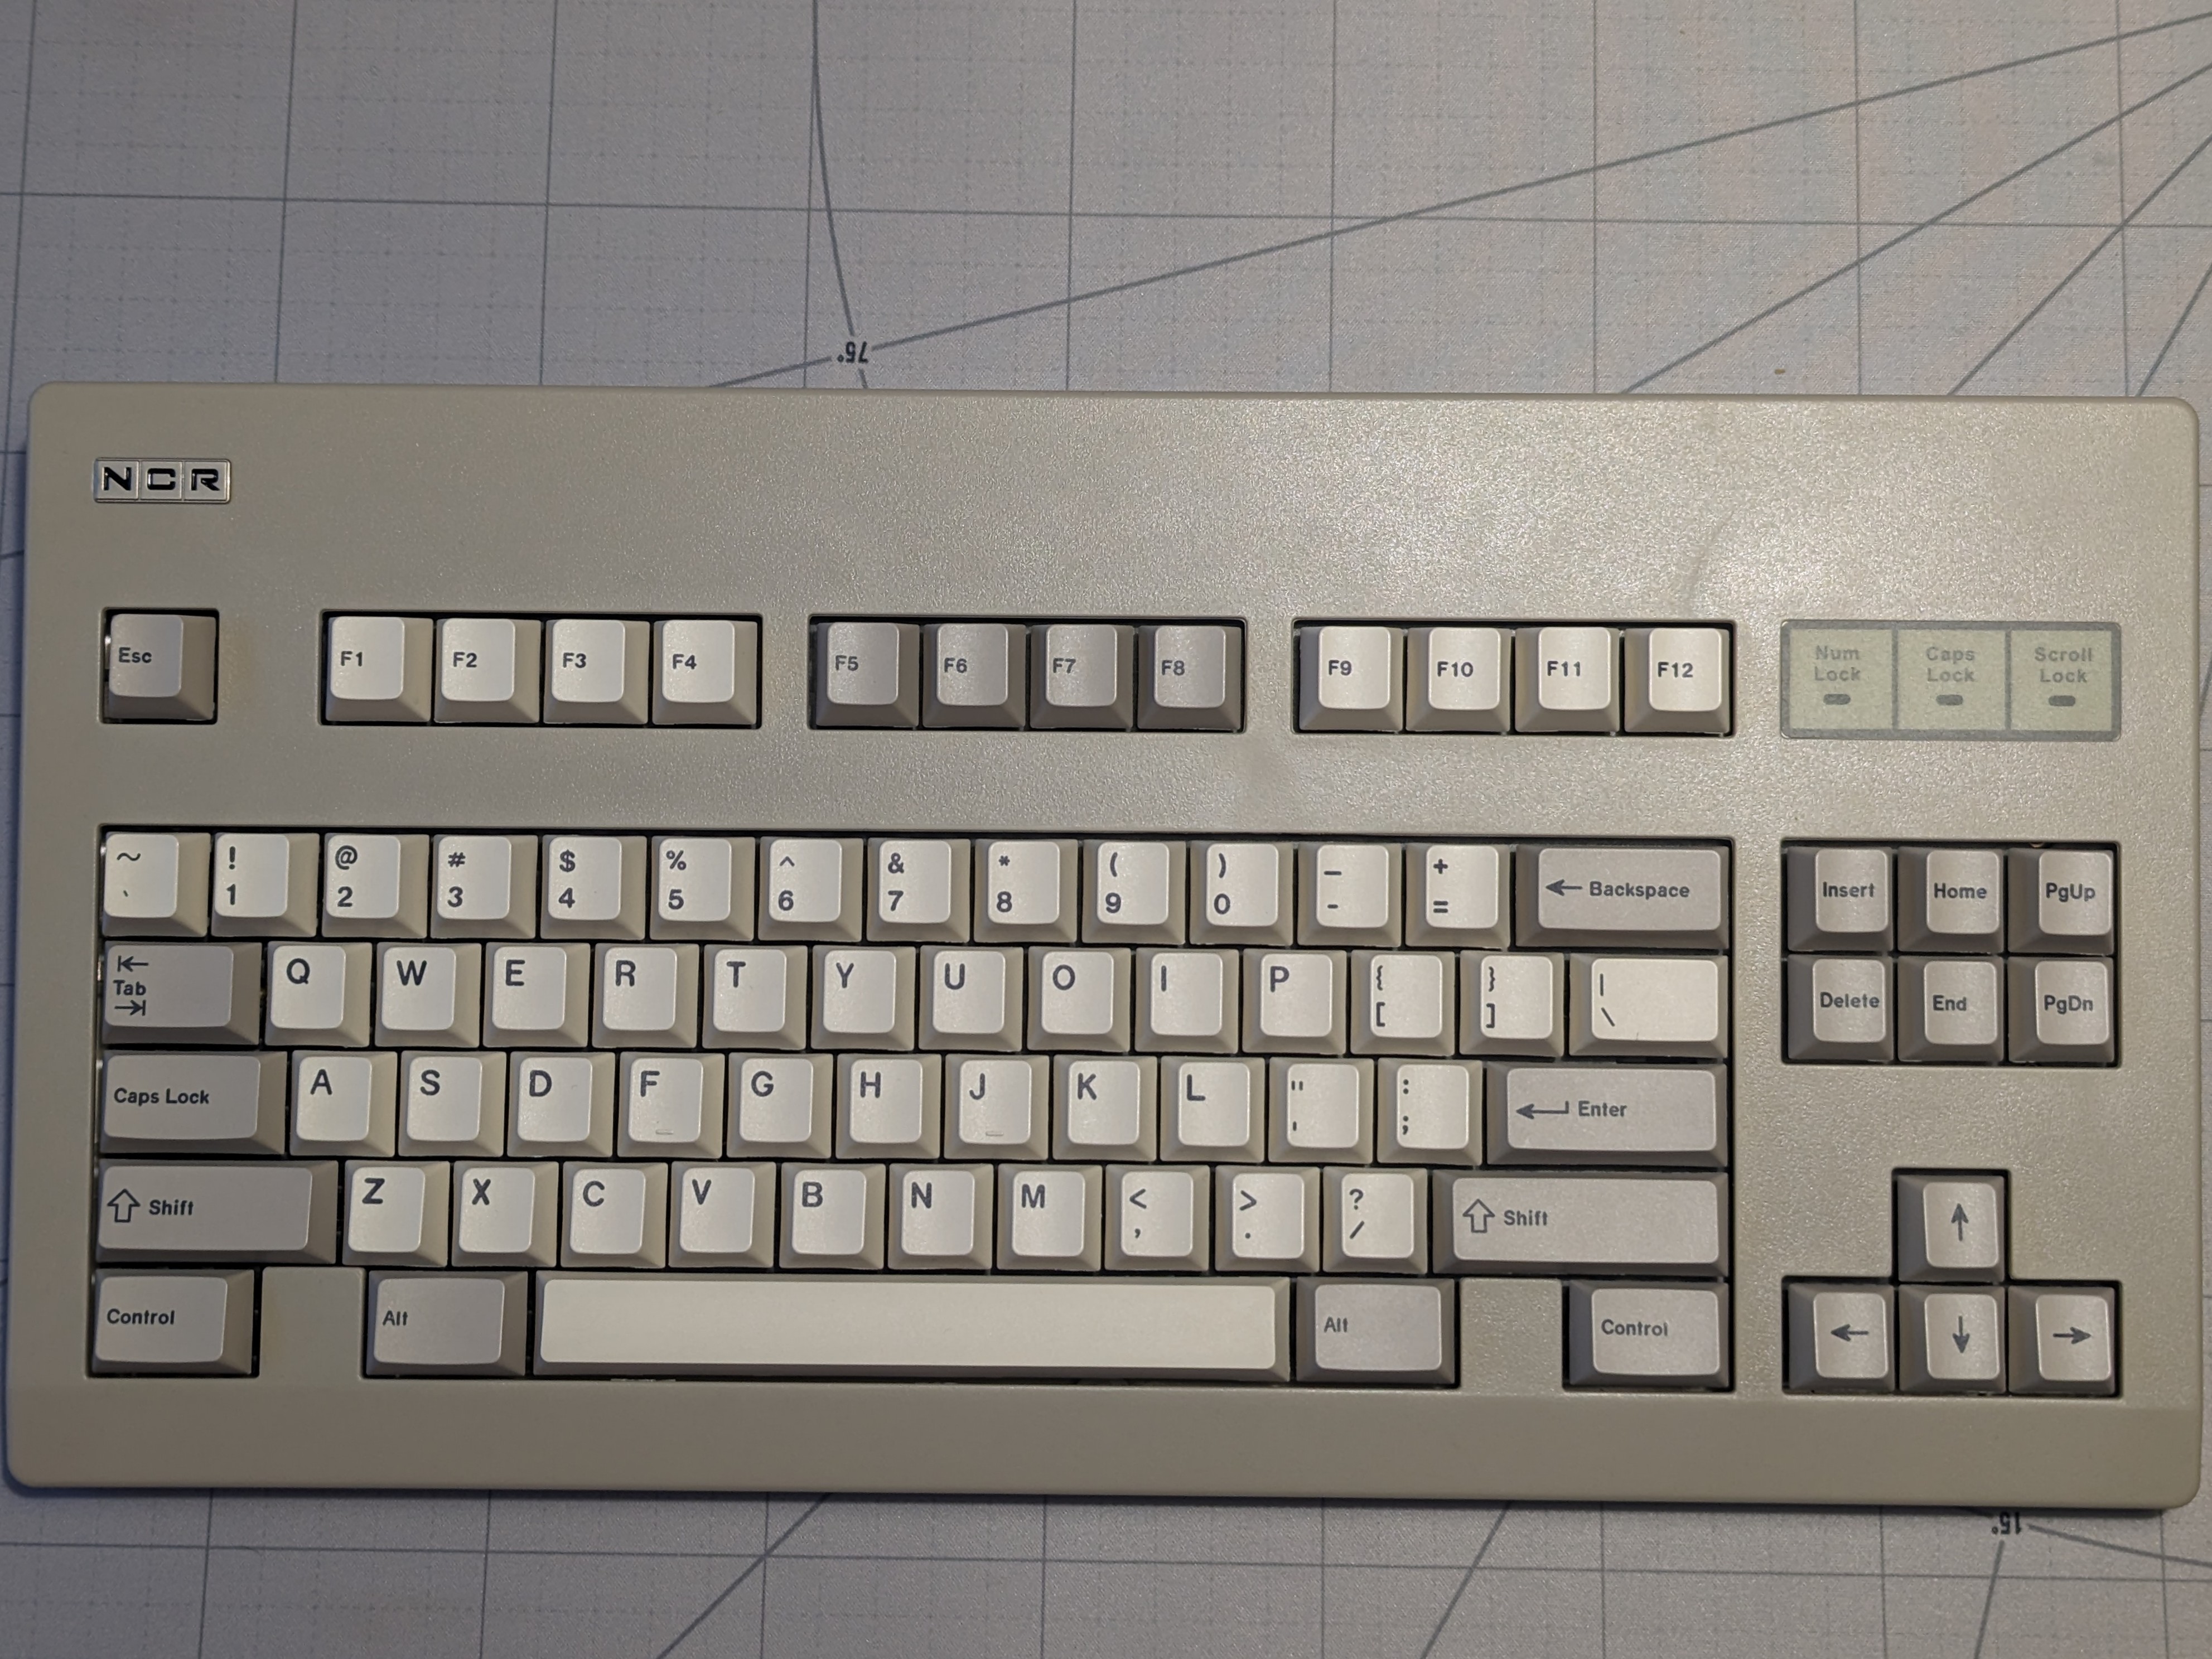 75°
NCR
Esc F1 F2 F3 F4 F5 F6 F7 F8 F9 F10 F11 F12 Num Lock Caps Lock Scroll Lock
~ ! @ # $ % ^ & * ( ) _ +
` 1 2 3 4 5 6 7 8 9 0 - = ← Backspace Insert Home PgUp
⇤ Tab ⇥ Q W E R T Y U O I P { [ } ] | \ Delete End PgDn
Caps Lock A S D F G H J K L " ' : ; ↵ Enter
⇧ Shift Z X C V B N M < , > . ? / ⇧ Shift ↑
Control Alt Alt Control ← ↓ →
15°